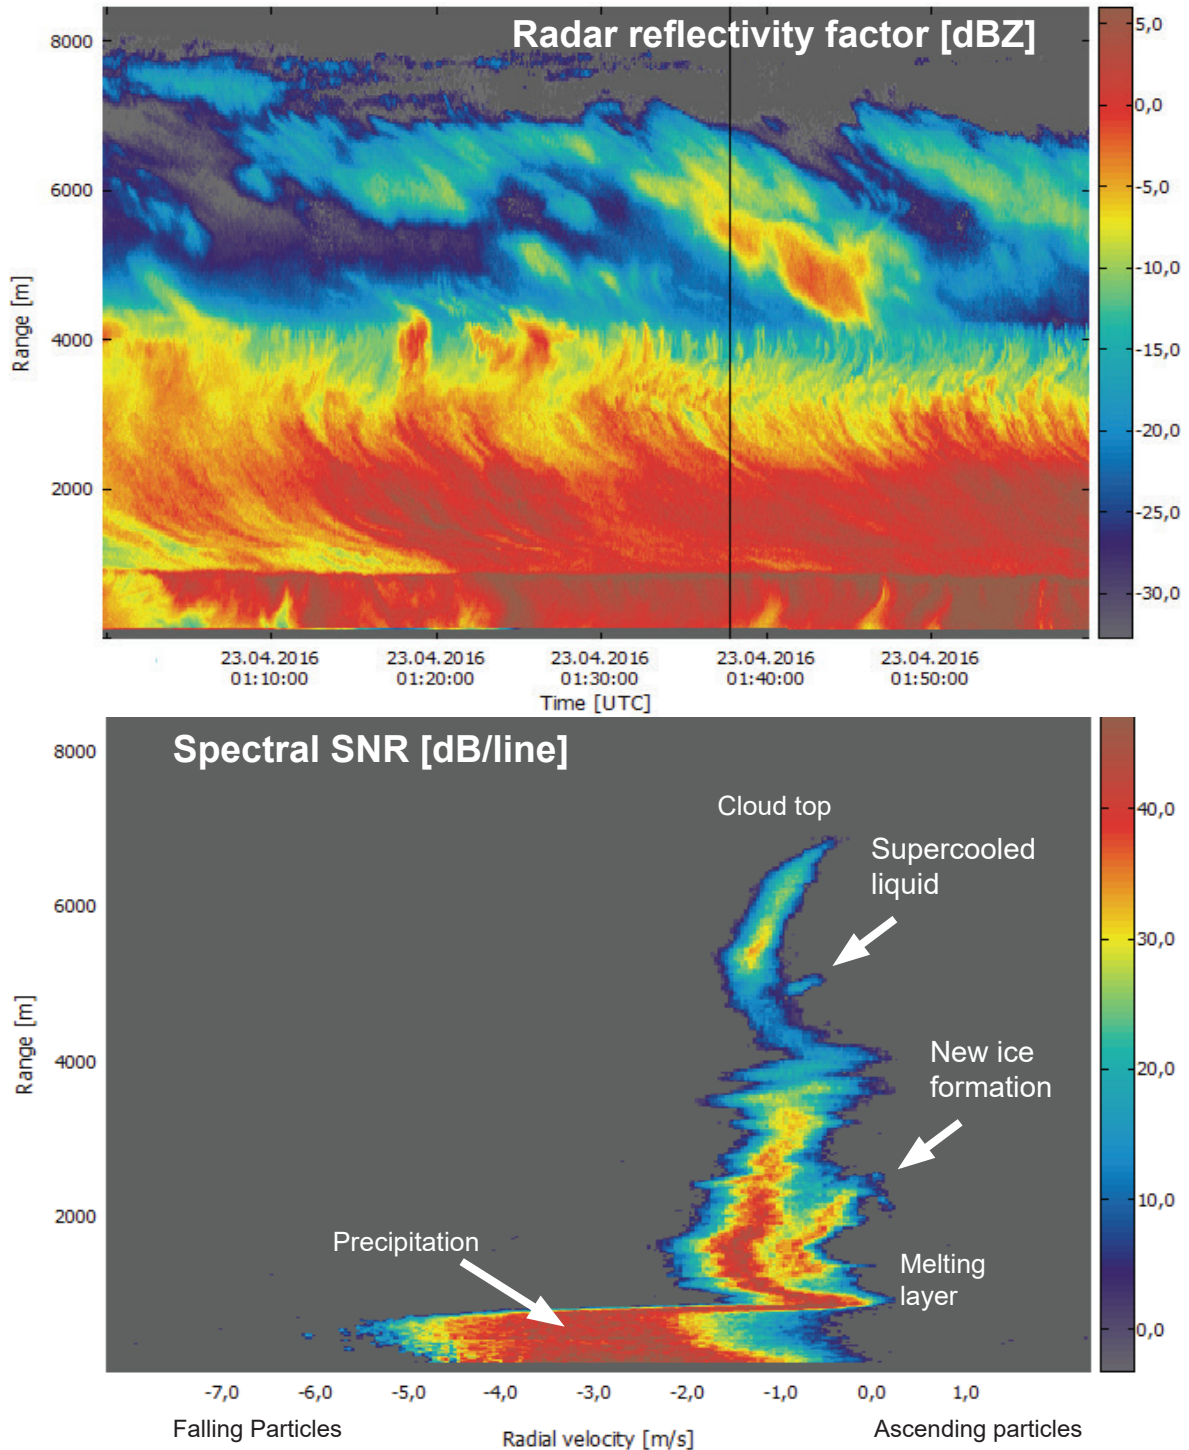 Radar reflectivity factor [dBZ]
8000
6000
4000
2000
Range [m]
5,0
0,0
-5,0
-10,0
-15,0
-20,0
-25,0
-30,0
23.04.2016
01:10:00
23.04.2016
01:20:00
23.04.2016
01:30:00
23.04.2016
01:40:00
23.04.2016
01:50:00
Time [UTC]
Spectral SNR [dB/line]
8000
6000
4000
2000
Range [m]
Cloud top
Supercooled
liquid
New ice
formation
Precipitation
Melting
layer
40,0
30,0
20,0
10,0
0,0
-7,0
-6,0
-5,0
-4,0
-3,0
-2,0
-1,0
0,0
1,0
Falling Particles
Radial velocity [m/s]
Ascending particles